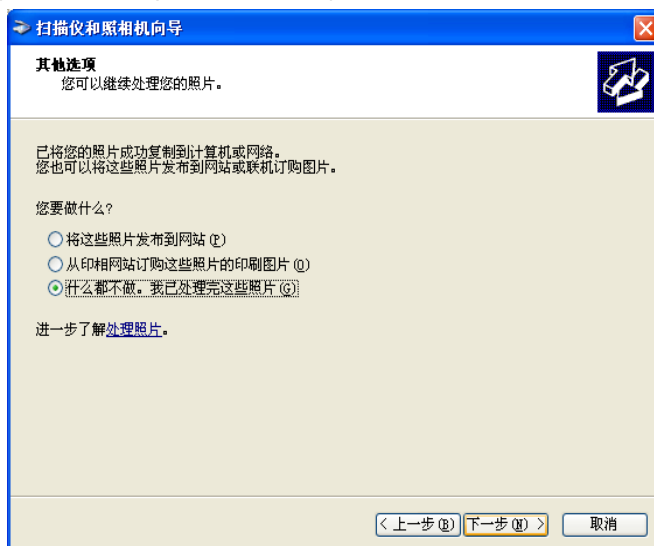 扫描仪和照相机向导
其他选项
您可以继续处理您的照片。
已将您的照片成功复制到计算机或网络。
您也可以将这些照片发布到网站或联机订购图片。
您要做什么?
将这些照片发布到网站(P)
从印相网站订购这些照片的印刷图片(O)
什么都不做。我已处理完这些照片(G)
进一步了解处理照片。
< 上一步(B) 下一步(N) > 取消